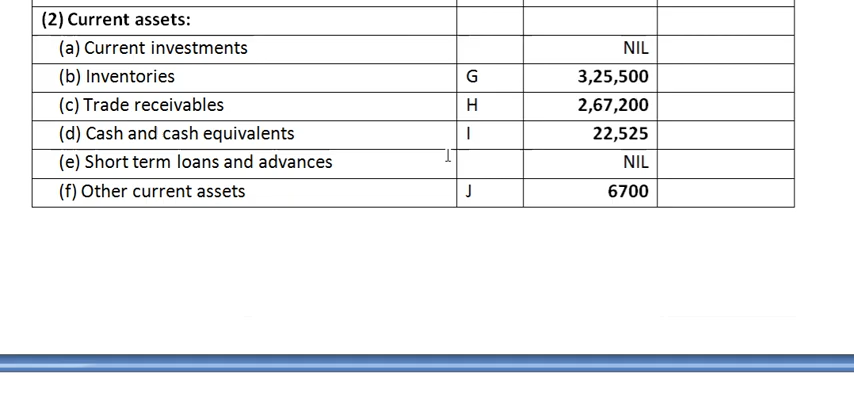 (2) Current assets:
(a) Current investments NIL
(b) Inventories G 3,25,500
(c) Trade receivables H 2,67,200
(d) Cash and cash equivalents I 22,525
(e) Short term loans and advances NIL
(f) Other current assets J 6700